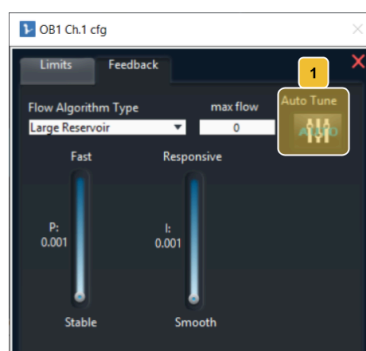 OB1 Ch.1 cfg
Limits Feedback
1
Flow Algorithm Type max flow Auto Tune
Large Reservoir 0 AUTO
Fast Responsive
P: I:
0.001 0.001
Stable Smooth